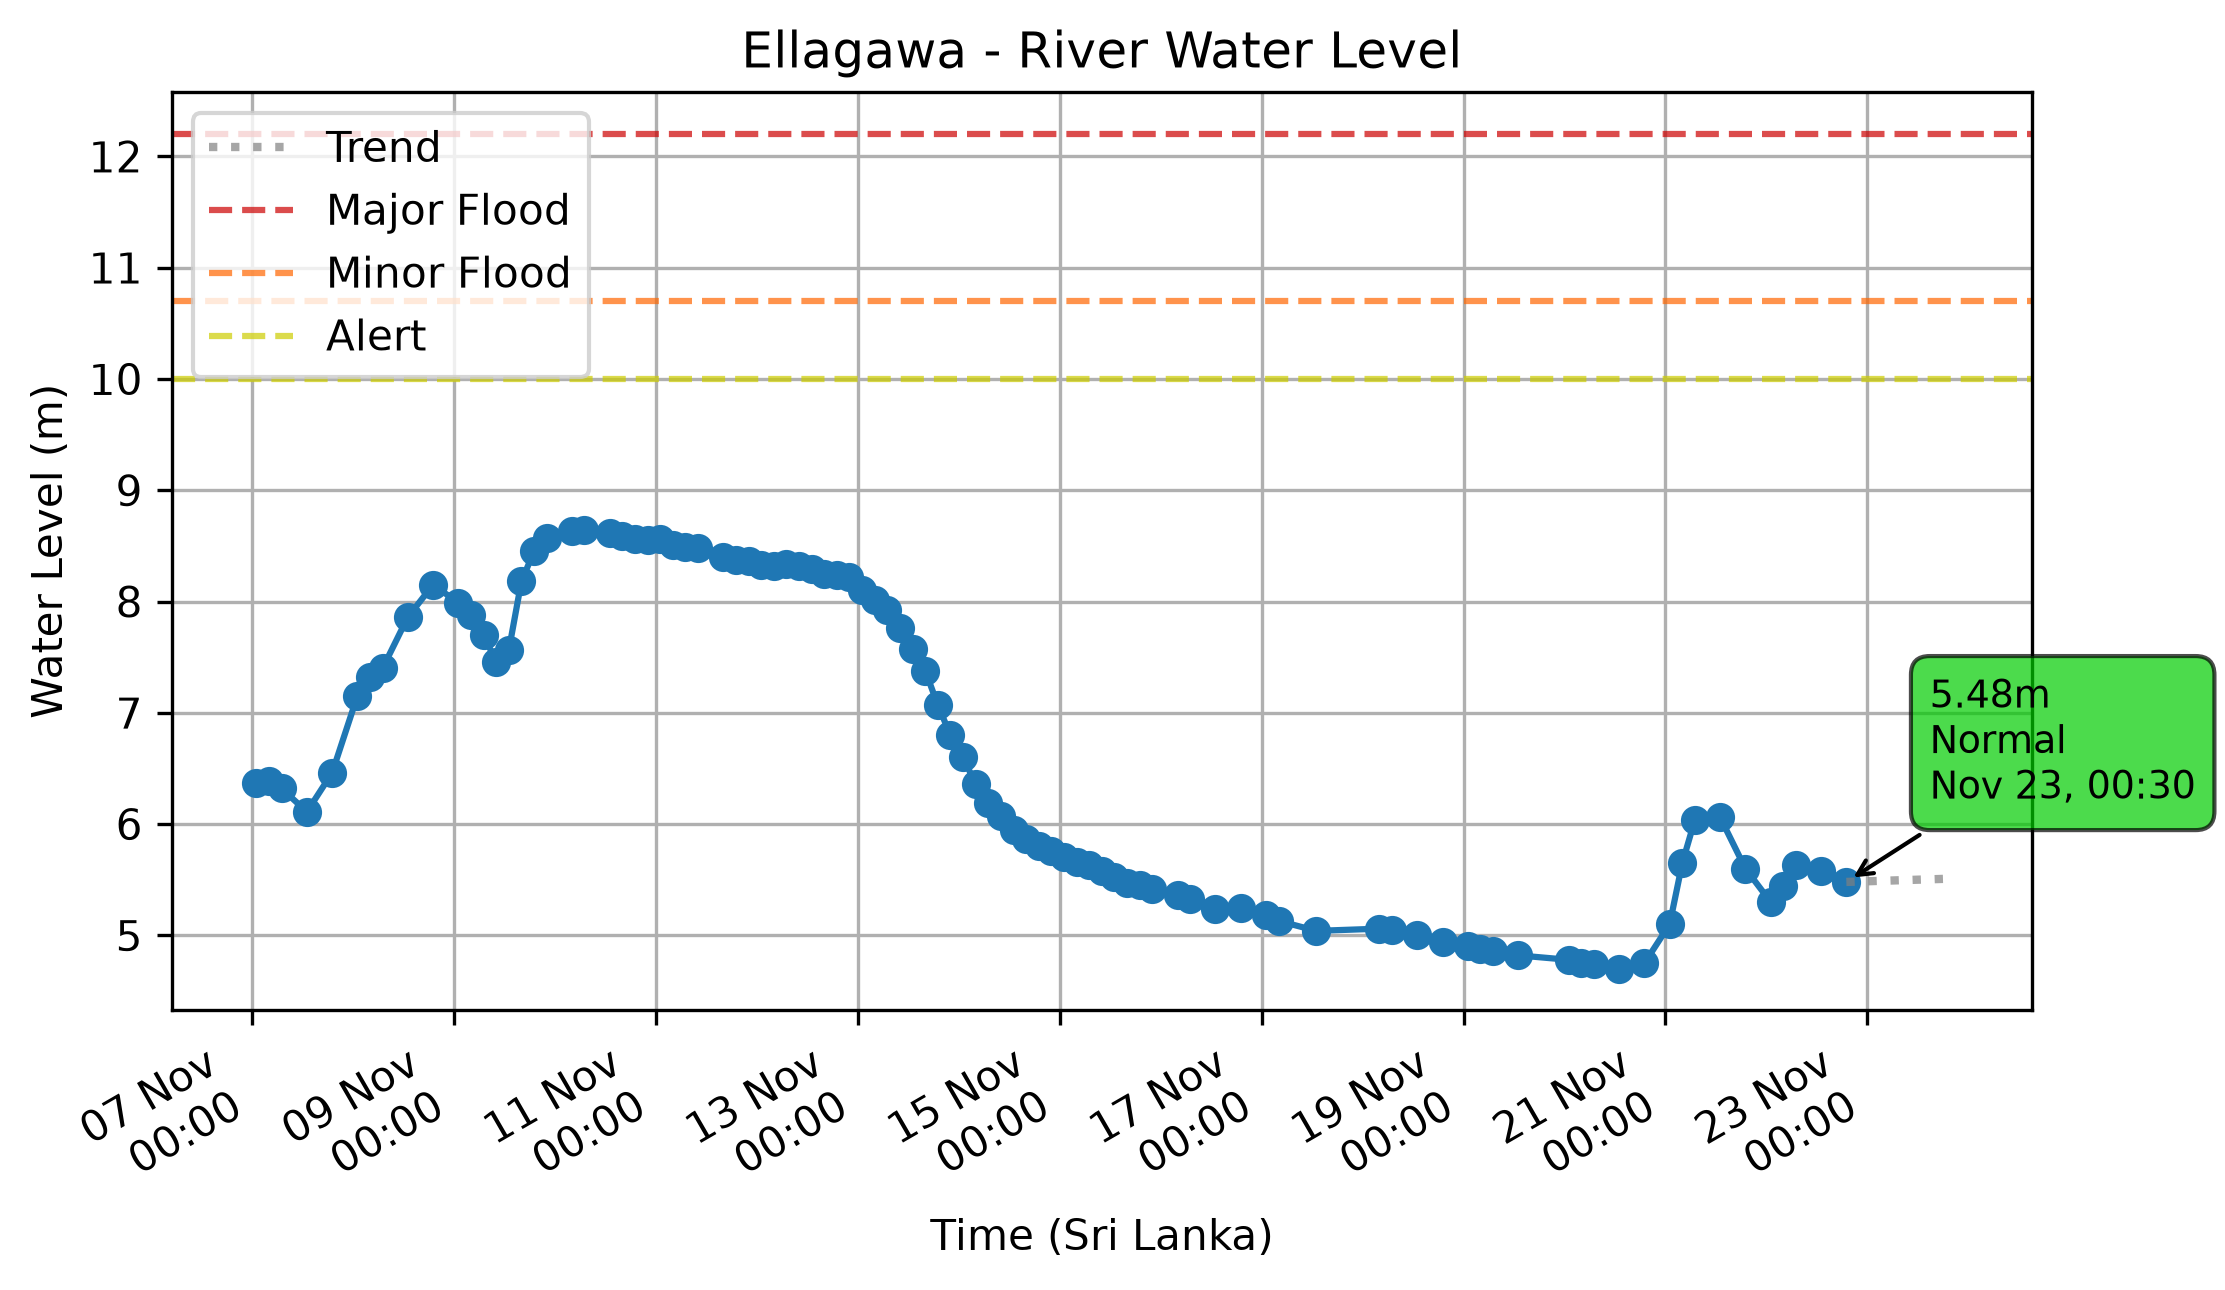 Ellagawa - River Water Level
Trend
Major Flood
Minor Flood
Alert
12
11
10
9
8
7
6
5
Water Level (m)
5.48m
Normal
Nov 23, 00:30
07 Nov
00:00
09 Nov
00:00
11 Nov
00:00
13 Nov
00:00
15 Nov
00:00
17 Nov
00:00
19 Nov
00:00
21 Nov
00:00
23 Nov
00:00
Time (Sri Lanka)